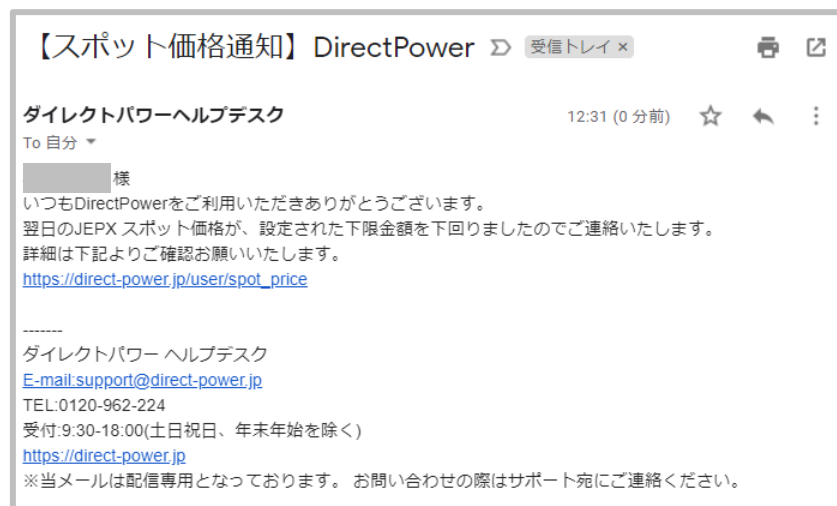 【スポット価格通知】DirectPower 受信トレイ ×
ダイレクトパワーヘルプデスク 12:31 (0 分前)
To 自分
様
いつもDirectPowerをご利用いただきありがとうございます。
翌日のJEPX スポット価格が、設定された下限金額を下回りましたのでご連絡いたします。
詳細は下記よりご確認お願いいたします。
https://direct-power.jp/user/spot_price
-------
ダイレクトパワー ヘルプデスク
E-mail:support@direct-power.jp
TEL:0120-962-224
受付:9:30-18:00(土日祝日、年末年始を除く)
https://direct-power.jp
※当メールは配信専用となっております。 お問い合わせの際はサポート宛にご連絡ください。